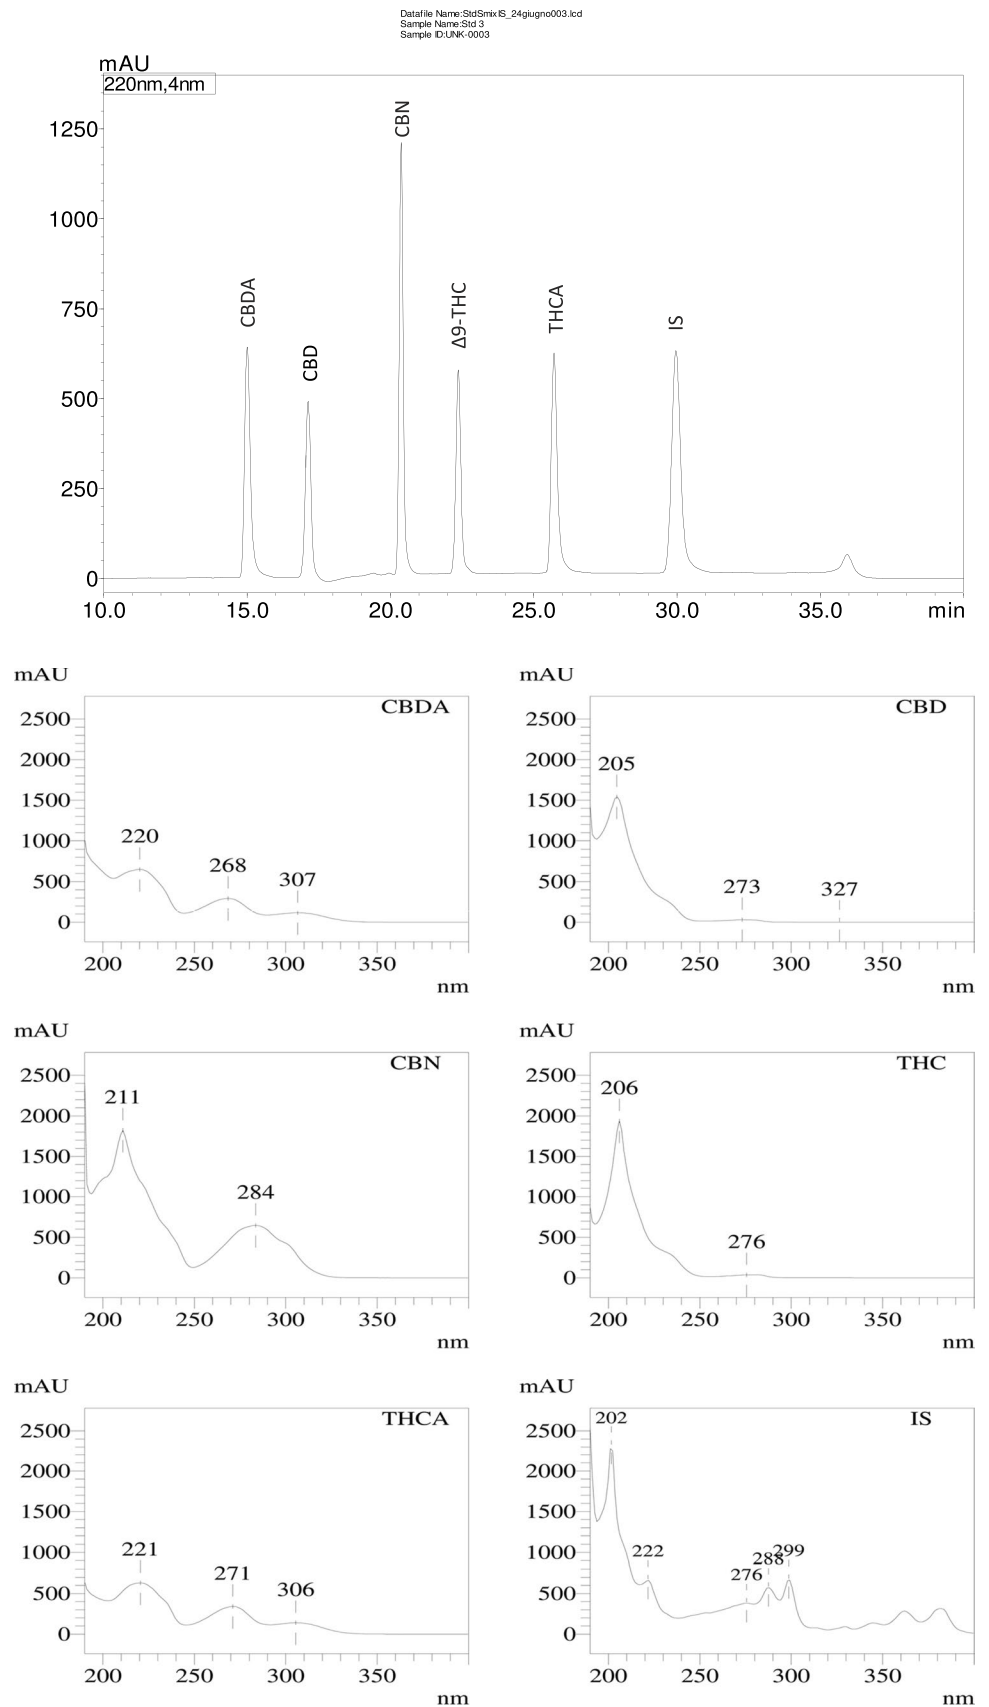 Datafile Name:StdSmixIS_24giugno003.lcd
Sample Name:Std 3
Sample ID:UNK-0003
mAU
220nm,4nm
CBN
1250
1000
CBDA
Δ9-THC
THCA
IS
750
CBD
500
250
0
10.0 15.0 20.0 25.0 30.0 35.0 min
mAU
CBDA
2500
2000
1500
1000
500
0
220
268
307
200 250 300 350
nm
mAU
CBD
2500
2000
1500
1000
500
0
205
273
327
200 250 300 350
nm
mAU
CBN
2500
2000
1500
1000
500
0
211
284
200 250 300 350
nm
mAU
THC
2500
2000
1500
1000
500
0
206
276
200 250 300 350
nm
mAU
THCA
2500
2000
1500
1000
500
0
221
271
306
200 250 300 350
nm
mAU
IS
2500
2000
1500
1000
500
0
202
222
276
288
299
200 250 300 350
nm